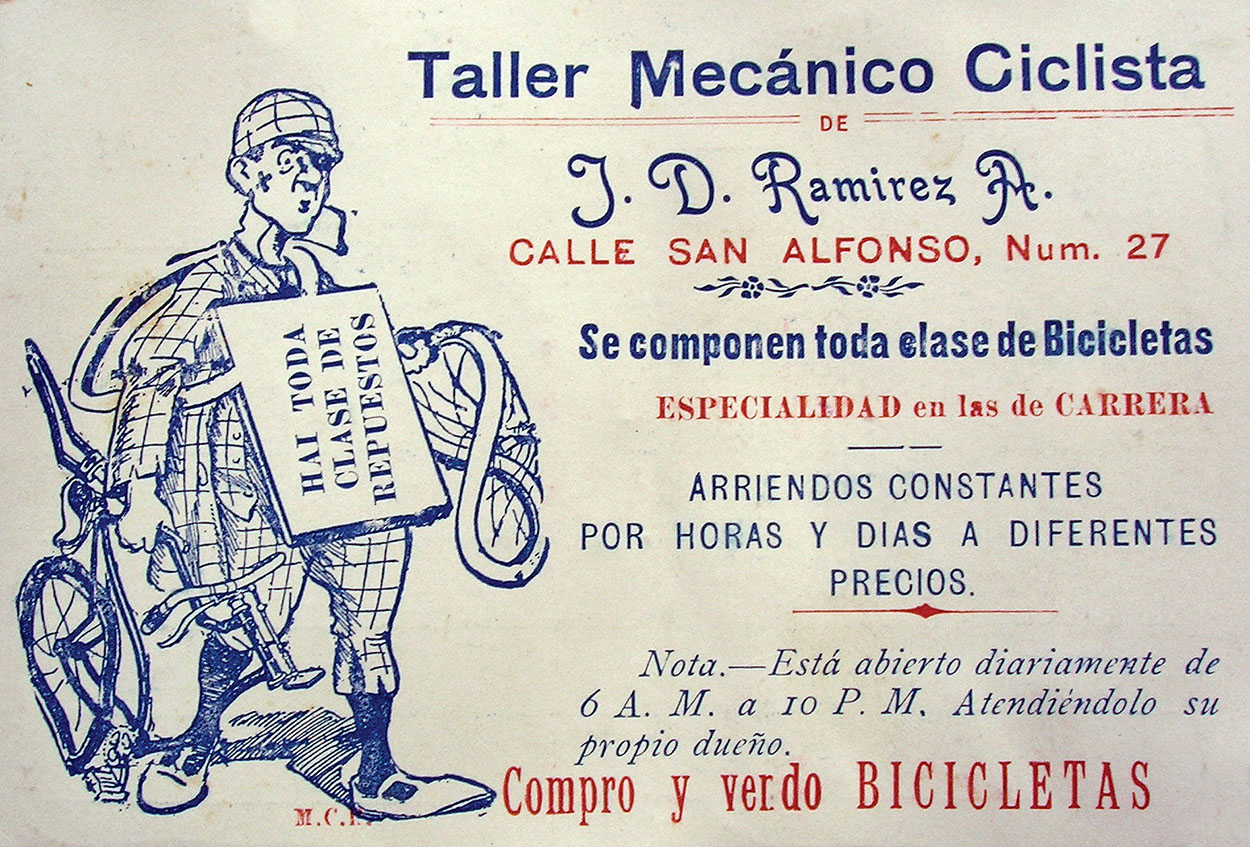 Taller Mecánico Ciclista
DE
J. D. Ramirez A.
CALLE SAN ALFONSO, Num. 27
Se componen toda clase de Bicicletas
ESPECIALIDAD en las de CARRERA
ARRIENDOS CONSTANTES
POR HORAS Y DIAS A DIFERENTES
PRECIOS.
Nota.—Está abierto diariamente de
6 A. M. a 10 P. M. Atendiéndolo su
propio dueño.
Compro y vendo BICICLETAS
HAI TODA
CLASE DE
REPUESTOS